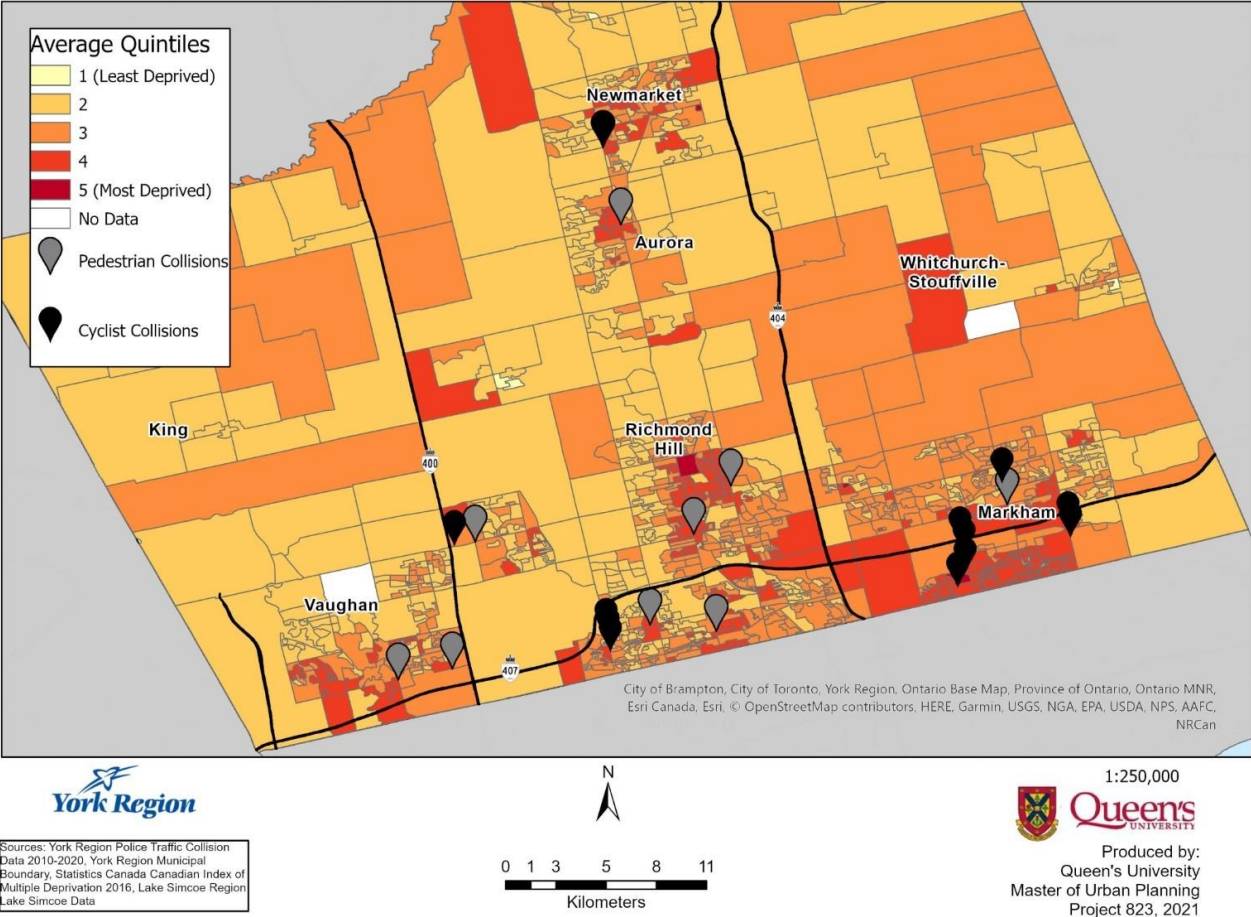 Average Quintiles
1 (Least Deprived)
2
3
4
5 (Most Deprived)
No Data
Pedestrian Collisions
Cyclist Collisions
Newmarket
Aurora
Whitchurch-
Stouffville
404
King
Richmond
Hill
400
Markham
Vaughan
407
City of Brampton, City of Toronto, York Region, Ontario Base Map, Province of Ontario, Ontario MNR,
Esri Canada, Esri, © OpenStreetMap contributors, HERE, Garmin, USGS, NGA, EPA, USDA, NPS, AAFC,
NRCan
York Region
Sources: York Region Police Traffic Collision
Data 2010-2020, York Region Municipal
Boundary, Statistics Canada Canadian Index of
Multiple Deprivation 2016, Lake Simcoe Region
Lake Simcoe Data
N
0 1 3 5 8 11
Kilometers
1:250,000
Queen's
UNIVERSITY
Produced by:
Queen's University
Master of Urban Planning
Project 823, 2021